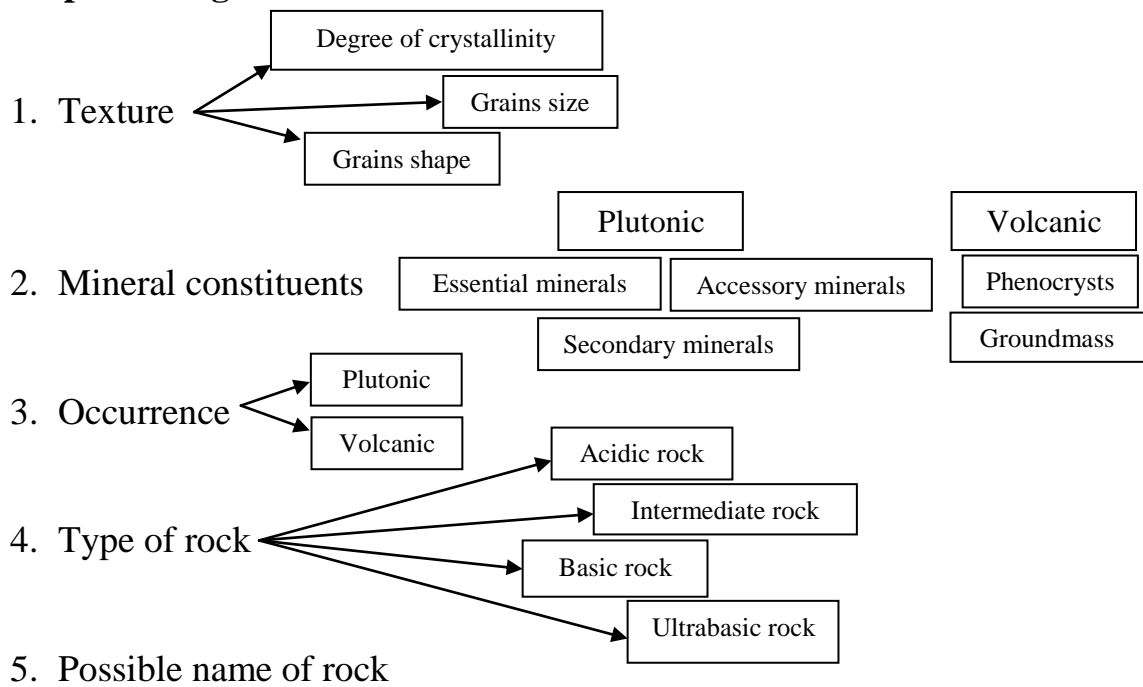 Degree of crystallinity
1. Texture
Grains size
Grains shape
Plutonic
Volcanic
2. Mineral constituents
Essential minerals
Accessory minerals
Phenocrysts
Secondary minerals
Groundmass
3. Occurrence
Plutonic
Volcanic
4. Type of rock
Acidic rock
Intermediate rock
Basic rock
Ultrabasic rock
5. Possible name of rock